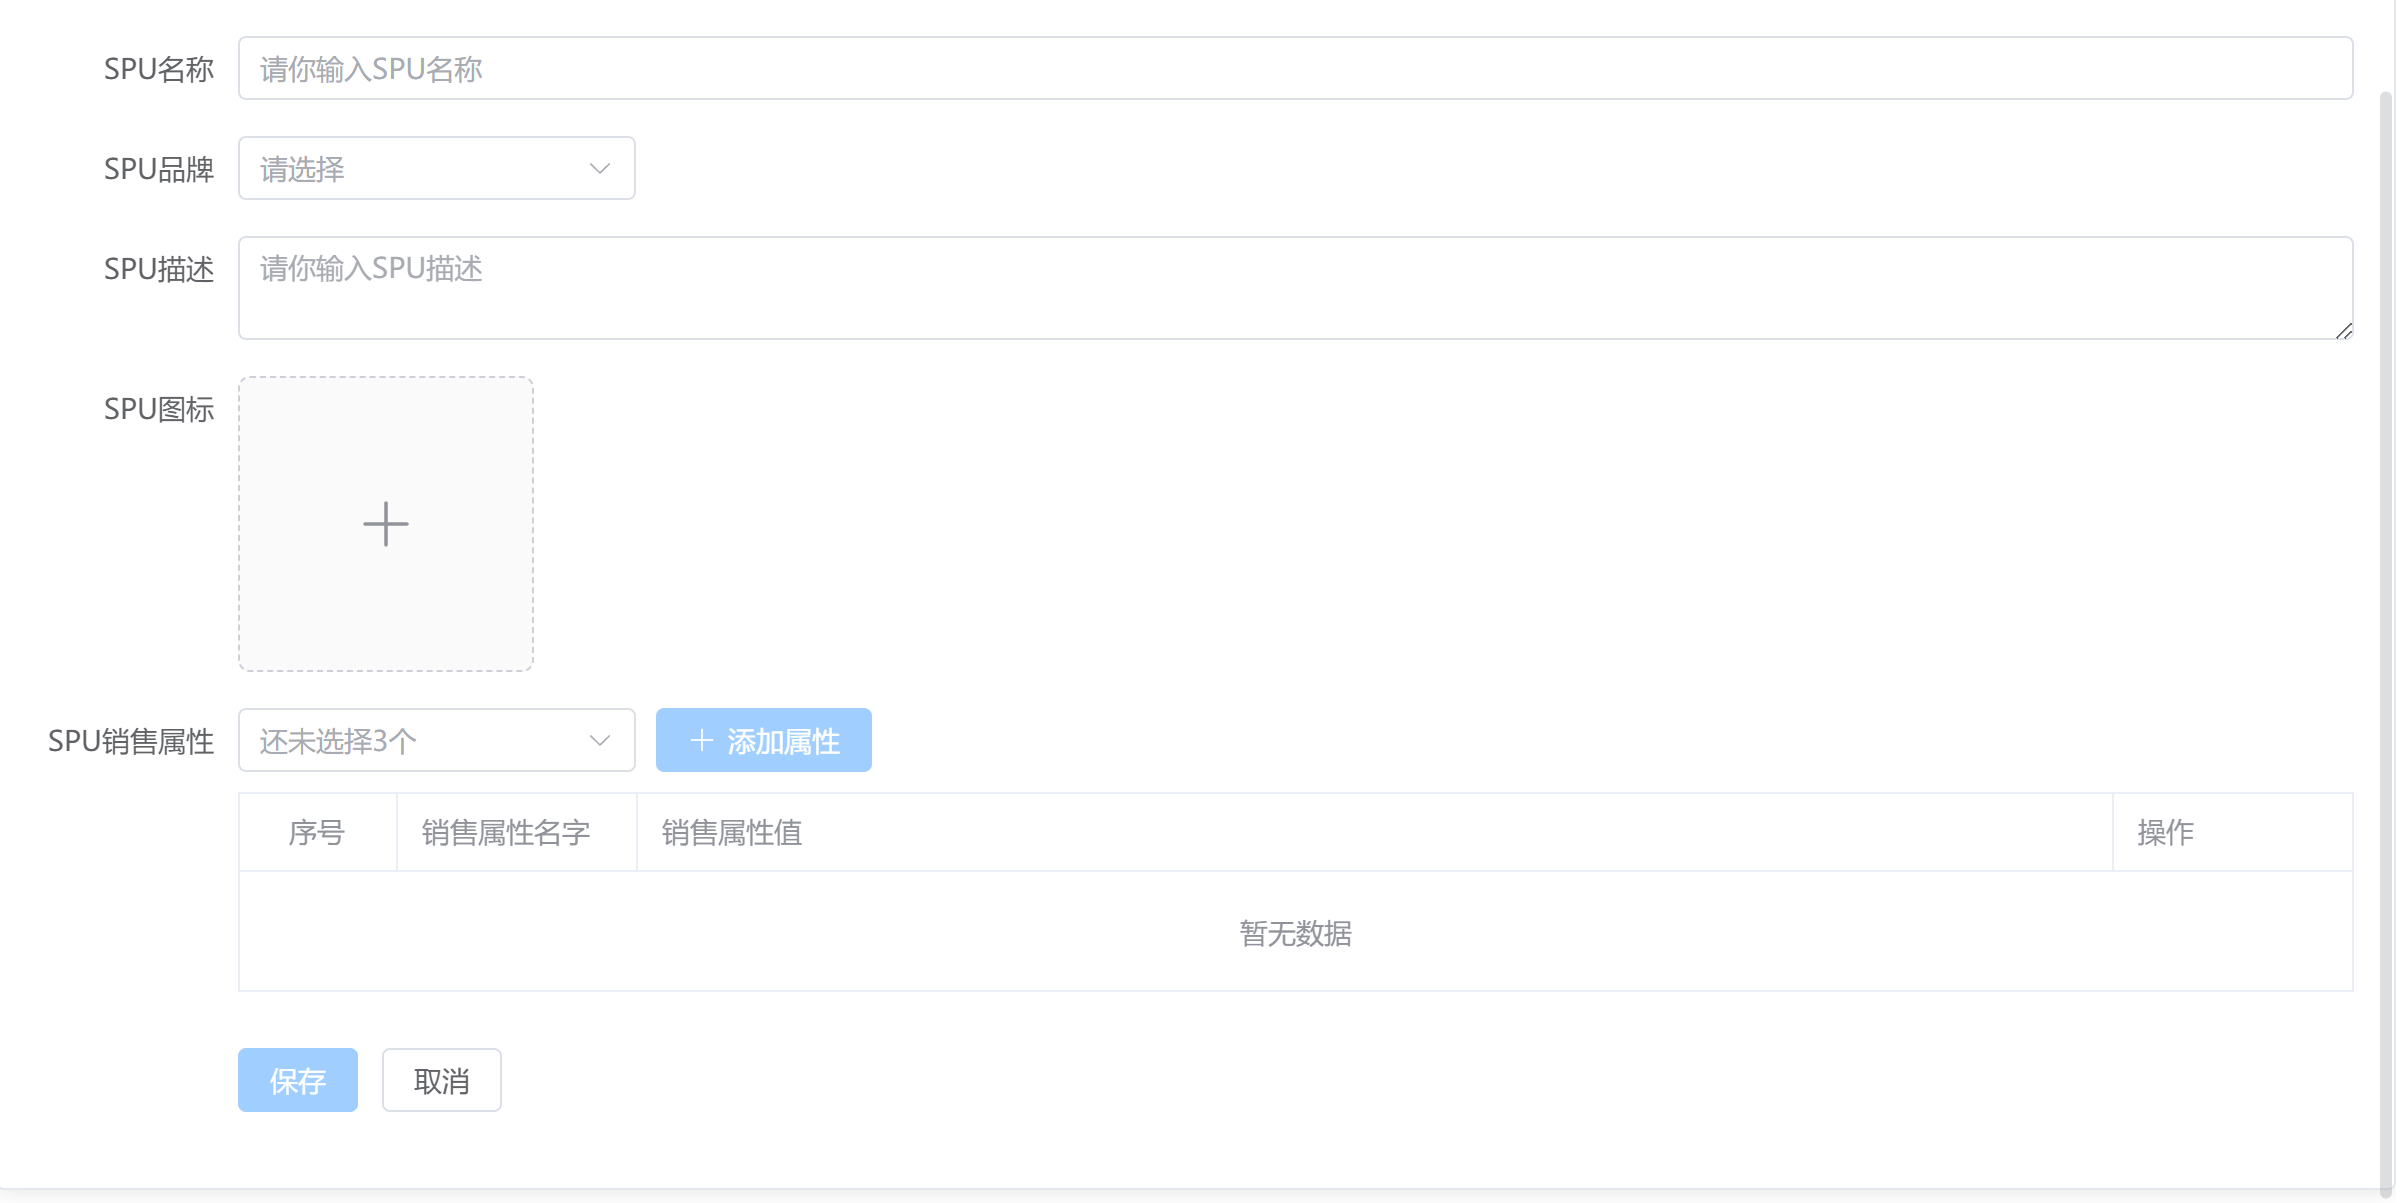 SPU名称 请你输入SPU名称
SPU品牌 请选择
SPU描述 请你输入SPU描述
SPU图标
SPU销售属性 还未选择3个 添加属性
序号 销售属性名字 销售属性值 操作
暂无数据
保存 取消